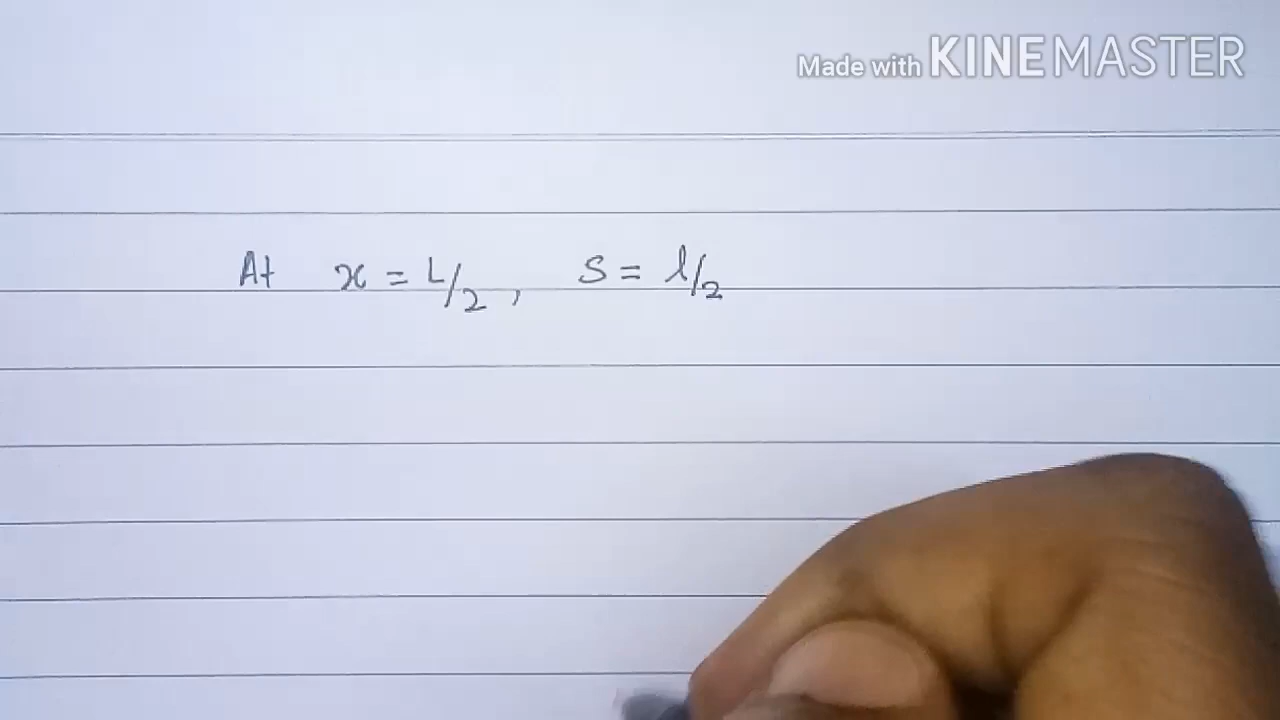 Made with KINEMASTER
At x = L/2, S = l/2